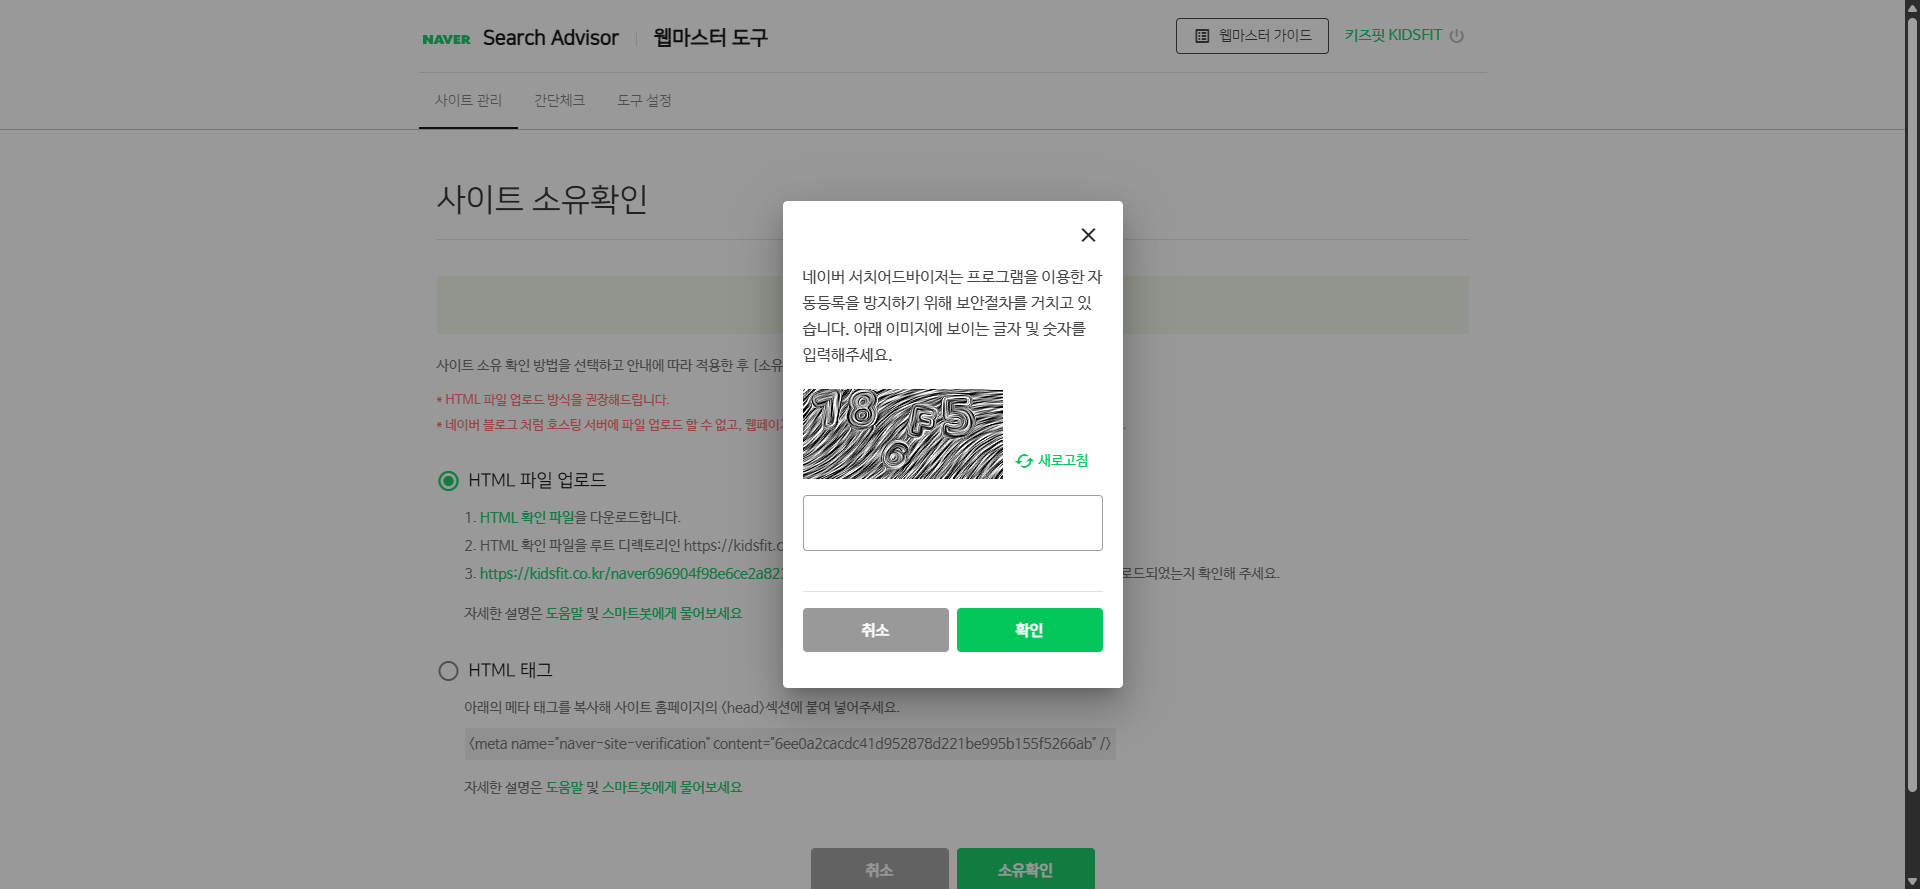 NAVER Search Advisor 웹마스터 도구
웹마스터 가이드
키즈핏 KIDSFIT
사이트 관리 간단체크 도구 설정
사이트 소유확인
사이트 소유 확인 방법을 선택하고 안내에 따라 적용한 후 [소유
* HTML 파일 업로드 방식을 권장해드립니다.
* 네이버 블로그 처럼 호스팅 서버에 파일 업로드 할 수 없고, 웹페이지
HTML 파일 업로드
1. HTML 확인 파일을 다운로드합니다.
2. HTML 확인 파일을 루트 디렉토리인 https://kidsfit.c
3. https://kidsfit.co.kr/naver696904f98e6ce2a82
로드되었는지 확인해 주세요.
자세한 설명은 도움말 및 스마트봇에게 물어보세요
HTML 태그
아래의 메타 태그를 복사해 사이트 홈페이지의 <head>섹션에 붙여 넣어주세요.
<meta name="naver-site-verification" content="6ee0a2cacdc41d952878d221be995b155f5266ab" />
자세한 설명은 도움말 및 스마트봇에게 물어보세요
취소
소유확인
네이버 서치어드바이저는 프로그램을 이용한 자
동등록을 방지하기 위해 보안절차를 거치고 있
습니다. 아래 이미지에 보이는 글자 및 숫자를
입력해주세요.
새로고침
취소
확인